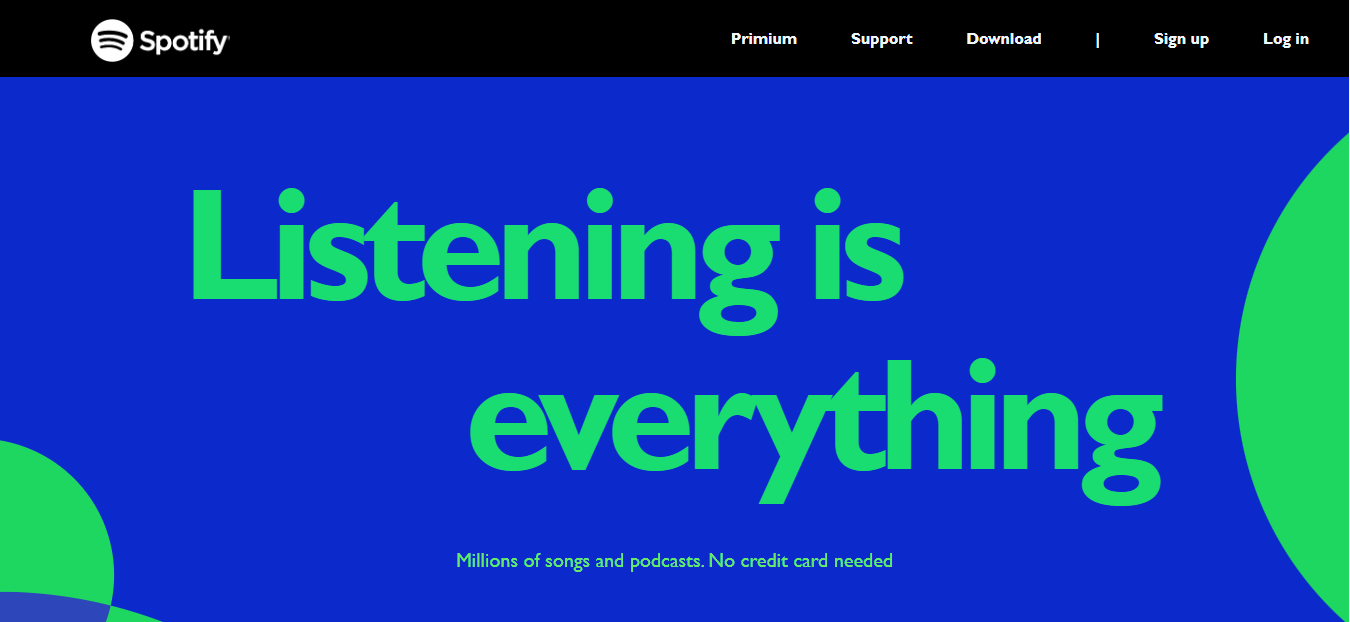 Spotify
Primium Support Download | Sign up Log in
Listening is
everything
Millions of songs and podcasts. No credit card needed